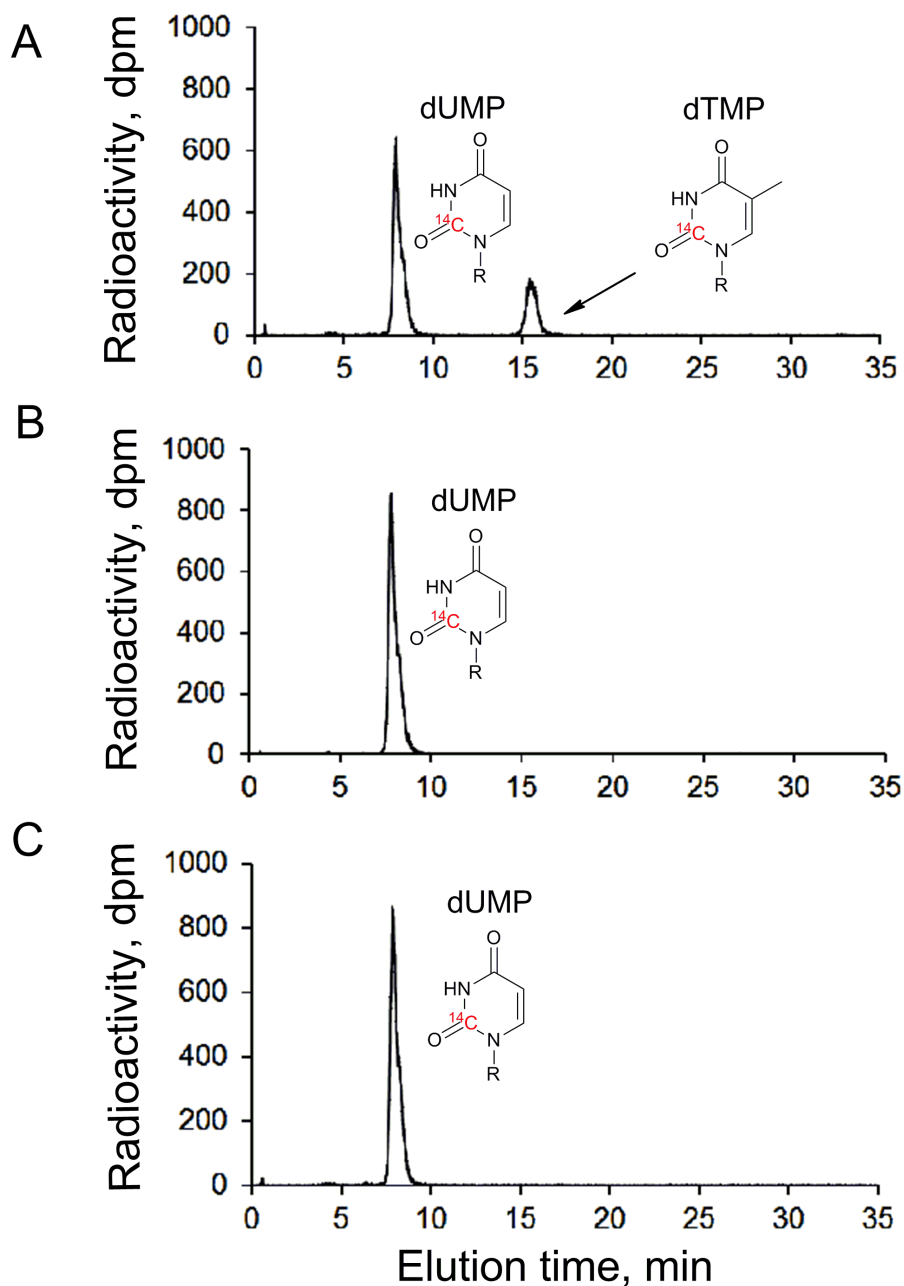 A
Radioactivity, dpm
1000
800
600
400
200
0
0 5 10 15 20 25 30 35
dUMP
O
HN
14C
O
N
R
dTMP
O
HN
14C
O
N
R
B
Radioactivity, dpm
1000
800
600
400
200
0
0 5 10 15 20 25 30 35
dUMP
O
HN
14C
O
N
R
C
Radioactivity, dpm
1000
800
600
400
200
0
0 5 10 15 20 25 30 35
dUMP
O
HN
14C
O
N
R
Elution time, min